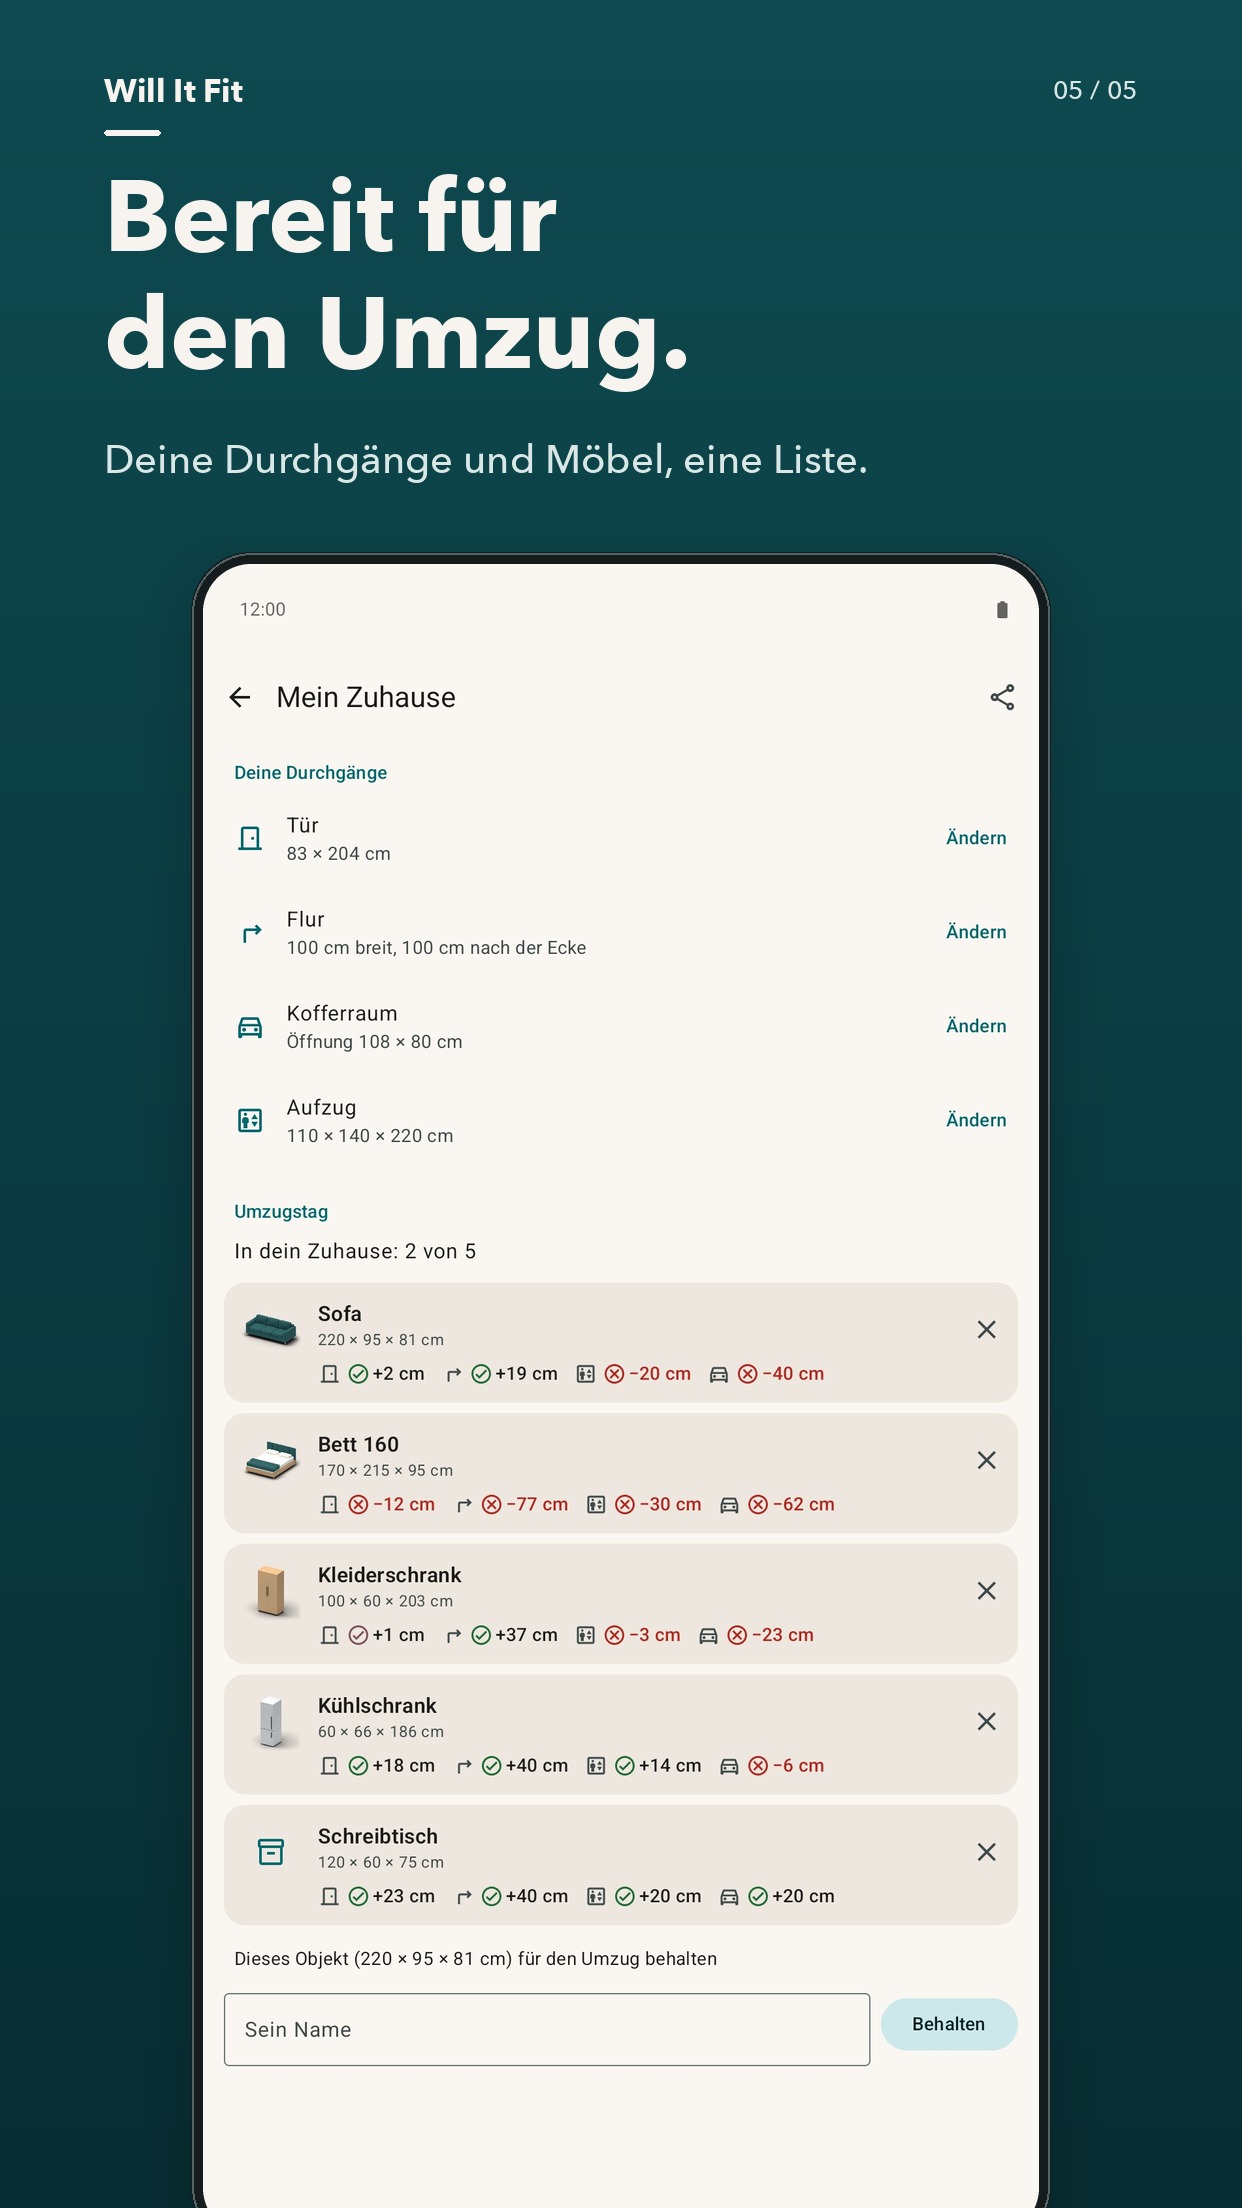 Will It Fit
05 / 05
Bereit für
den Umzug.
Deine Durchgänge und Möbel, eine Liste.
12:00
Mein Zuhause
Deine Durchgänge
Tür
83 × 204 cm
Ändern
Flur
100 cm breit, 100 cm nach der Ecke
Ändern
Kofferraum
Öffnung 108 × 80 cm
Ändern
Aufzug
110 × 140 × 220 cm
Ändern
Umzugstag
In dein Zuhause: 2 von 5
Sofa
220 × 95 × 81 cm
+2 cm +19 cm −20 cm −40 cm
Bett 160
170 × 215 × 95 cm
−12 cm −77 cm −30 cm −62 cm
Kleiderschrank
100 × 60 × 203 cm
+1 cm +37 cm −3 cm −23 cm
Kühlschrank
60 × 66 × 186 cm
+18 cm +40 cm +14 cm −6 cm
Schreibtisch
120 × 60 × 75 cm
+23 cm +40 cm +20 cm +20 cm
Dieses Objekt (220 × 95 × 81 cm) für den Umzug behalten
Sein Name
Behalten